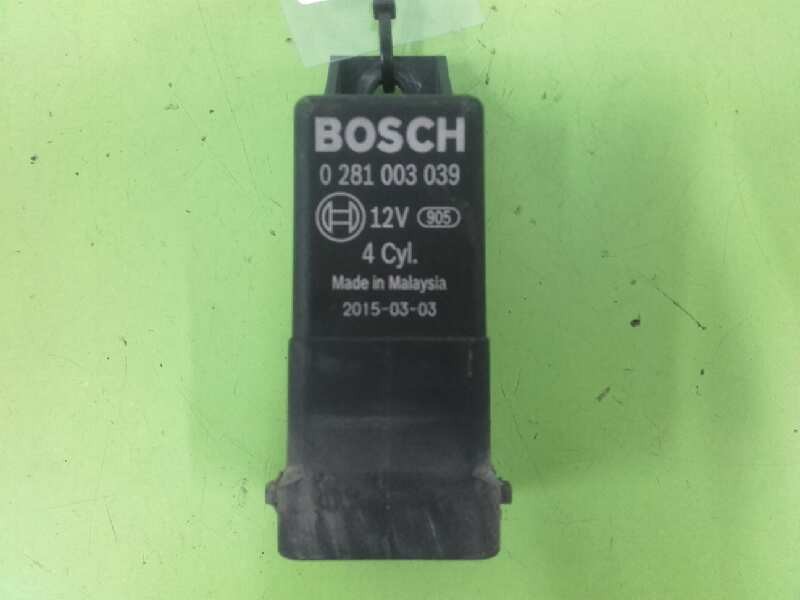 BOSCH
0 281 003 039
12V 905
4 Cyl.
Made in Malaysia
2015-03-03